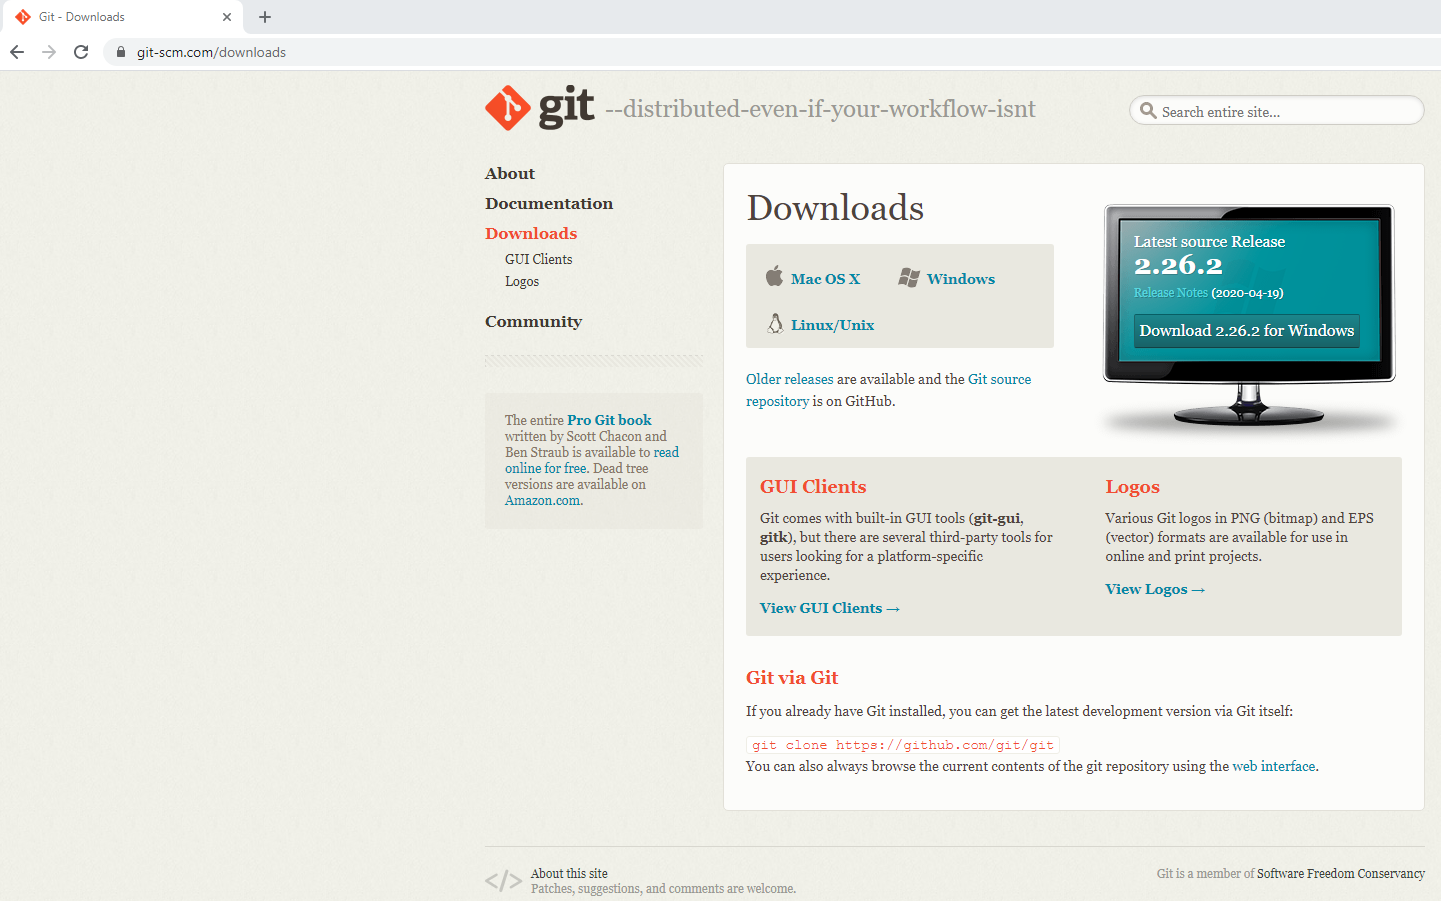 Git - Downloads
git-scm.com/downloads
git --distributed-even-if-your-workflow-isnt
Search entire site...
About
Documentation
Downloads
GUI Clients
Logos
Community
The entire Pro Git book
written by Scott Chacon and
Ben Straub is available to read
online for free. Dead tree
versions are available on
Amazon.com.
Downloads
Mac OS X
Windows
Linux/Unix
Older releases are available and the Git source
repository is on GitHub.
Latest source Release
2.26.2
Release Notes (2020-04-19)
Download 2.26.2 for Windows
GUI Clients
Git comes with built-in GUI tools (git-gui,
gitk), but there are several third-party tools for
users looking for a platform-specific
experience.
View GUI Clients →
Logos
Various Git logos in PNG (bitmap) and EPS
(vector) formats are available for use in
online and print projects.
View Logos →
Git via Git
If you already have Git installed, you can get the latest development version via Git itself:
git clone https://github.com/git/git
You can also always browse the current contents of the git repository using the web interface.
</> About this site
Patches, suggestions, and comments are welcome.
Git is a member of Software Freedom Conservancy